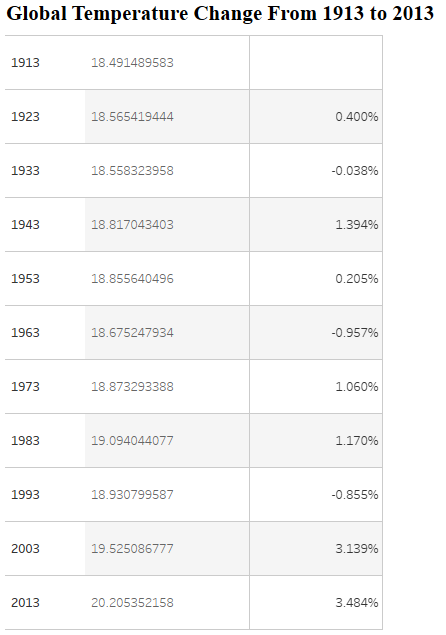 Global Temperature Change From 1913 to 2013
1913 18.491489583
1923 18.565419444 0.400%
1933 18.558323958 -0.038%
1943 18.817043403 1.394%
1953 18.855640496 0.205%
1963 18.675247934 -0.957%
1973 18.873293388 1.060%
1983 19.094044077 1.170%
1993 18.930799587 -0.855%
2003 19.525086777 3.139%
2013 20.205352158 3.484%